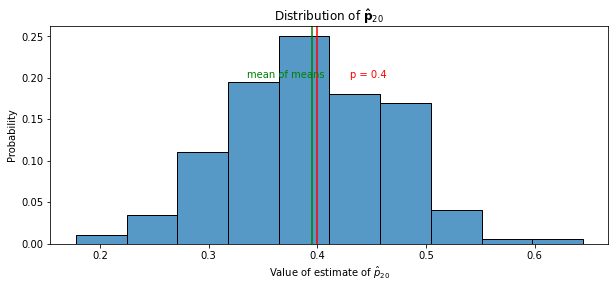 Distribution of p̂₂₀
Probability
0.25
0.20
0.15
0.10
0.05
0.00
mean of means
p = 0.4
0.2 0.3 0.4 0.5 0.6
Value of estimate of p̂₂₀